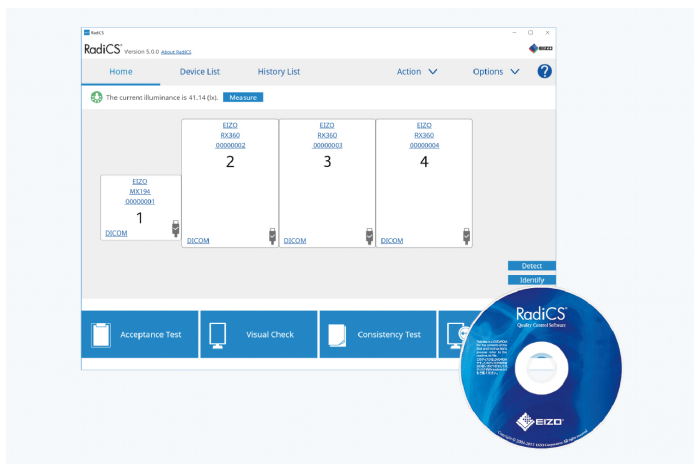 RadiCS
RadiCS® Version 5.0.0 About RadiCS
EIZO
Home Device List History List Action Options ?
The current illuminance is 41.14 (lx). Measure
EIZO
RX360
00000002
2
DICOM
EIZO
RX360
00000003
3
DICOM
EIZO
RX360
00000004
4
DICOM
EIZO
MX194
00000001
1
DICOM
Detect
Identify
Acceptance Test Visual Check Consistency Test
RadiCS®
Quality Control Software
EIZO®